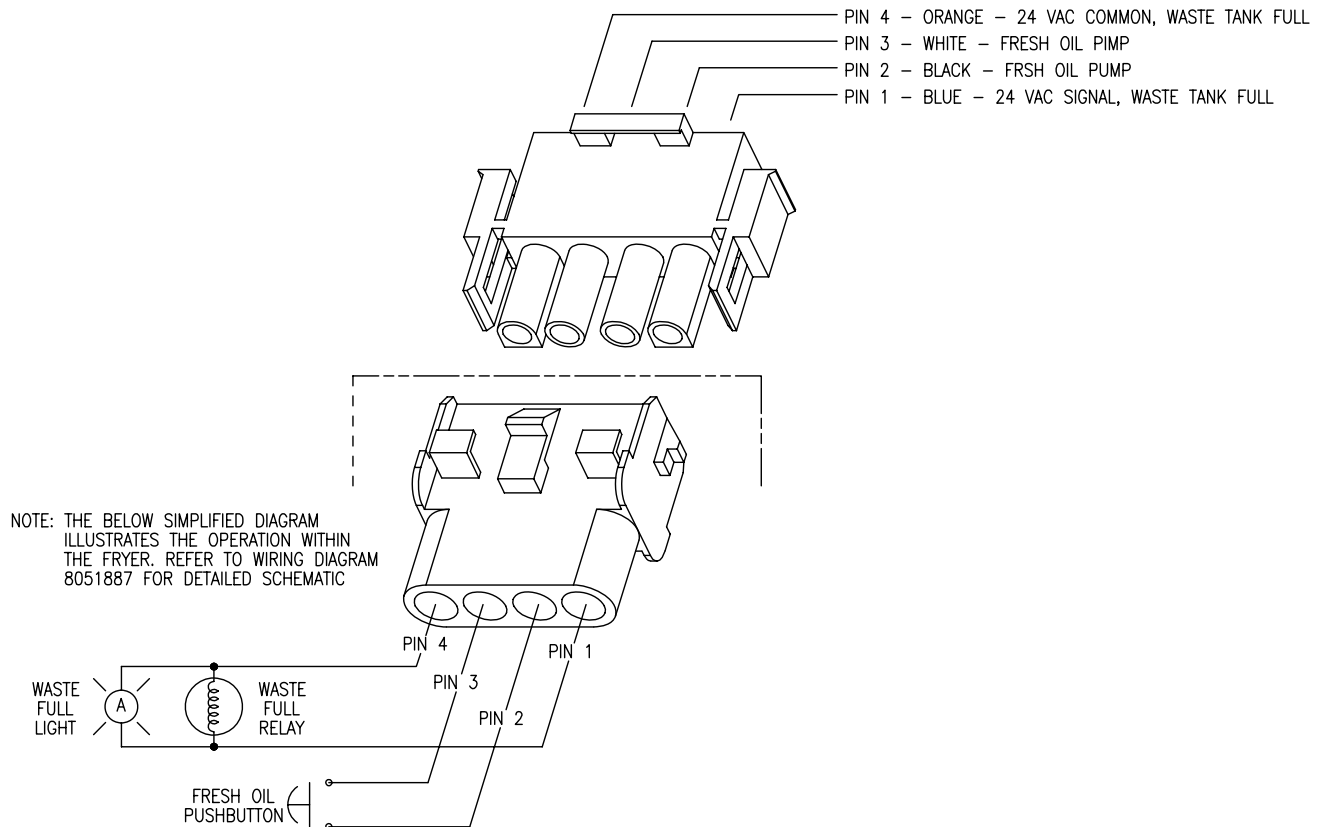 PIN 4 – ORANGE – 24 VAC COMMON, WASTE TANK FULL
PIN 3 – WHITE – FRESH OIL PIMP
PIN 2 – BLACK – FRSH OIL PUMP
PIN 1 – BLUE – 24 VAC SIGNAL, WASTE TANK FULL
NOTE: THE BELOW SIMPLIFIED DIAGRAM
ILLUSTRATES THE OPERATION WITHIN
THE FRYER. REFER TO WIRING DIAGRAM
8051887 FOR DETAILED SCHEMATIC
PIN 4
PIN 1
PIN 3
PIN 2
WASTE
FULL
LIGHT
A
WASTE
FULL
RELAY
FRESH OIL
PUSHBUTTON